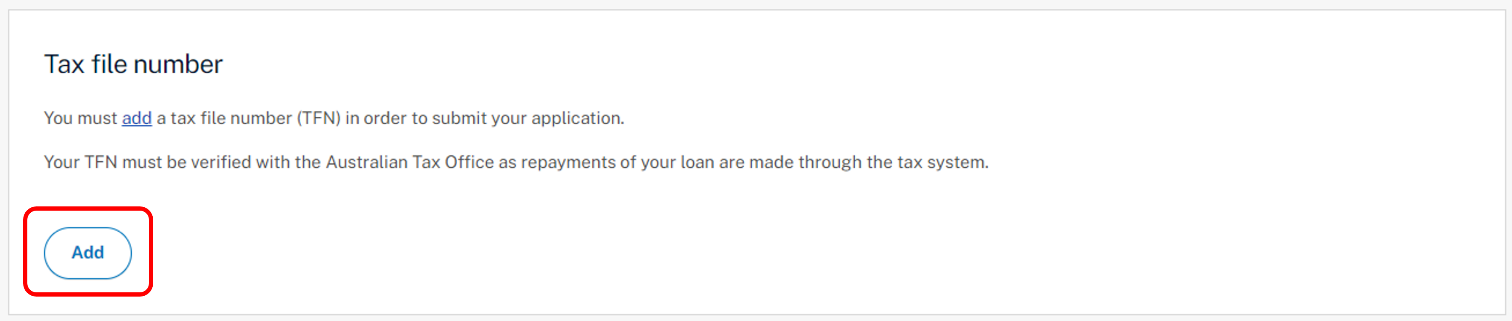 Tax file number
You must add a tax file number (TFN) in order to submit your application.
Your TFN must be verified with the Australian Tax Office as repayments of your loan are made through the tax system.
Add